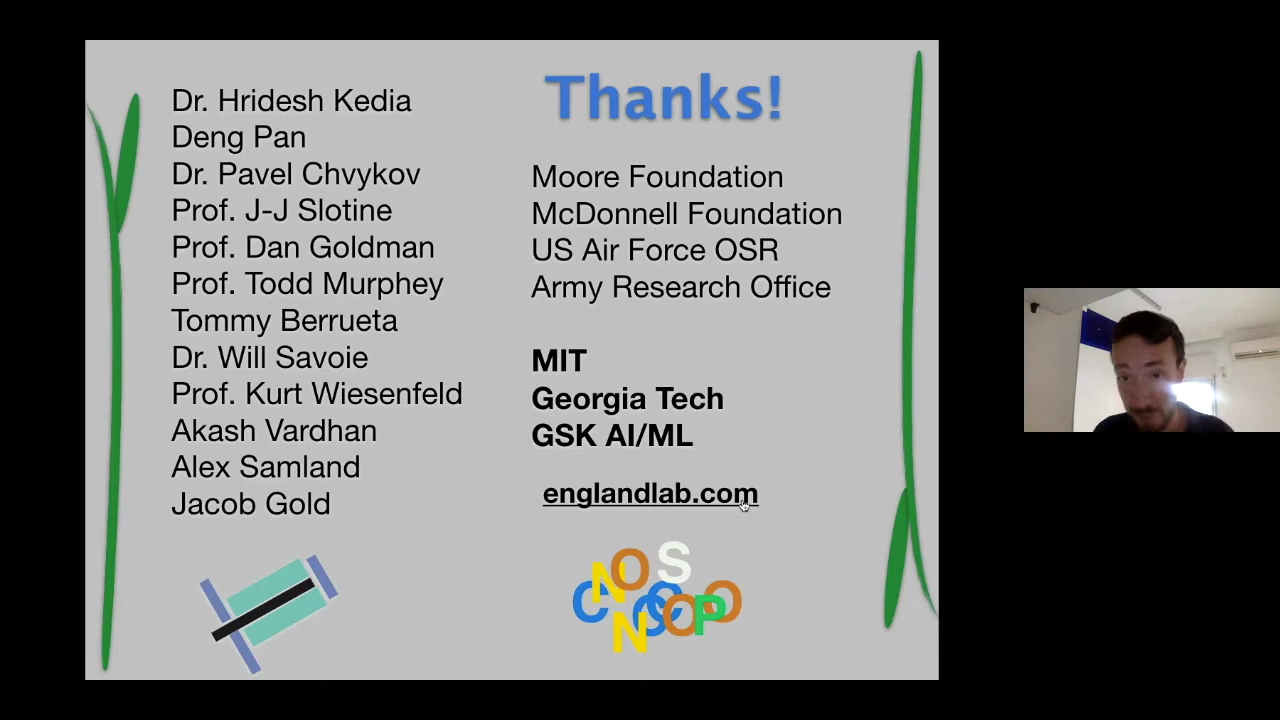 Dr. Hridesh Kedia
Deng Pan
Dr. Pavel Chvykov
Prof. J-J Slotine
Prof. Dan Goldman
Prof. Todd Murphey
Tommy Berrueta
Dr. Will Savoie
Prof. Kurt Wiesenfeld
Akash Vardhan
Alex Samland
Jacob Gold
Thanks!
Moore Foundation
McDonnell Foundation
US Air Force OSR
Army Research Office
MIT
Georgia Tech
GSK AI/ML
englandlab.com
N O S
C C C O P O
N